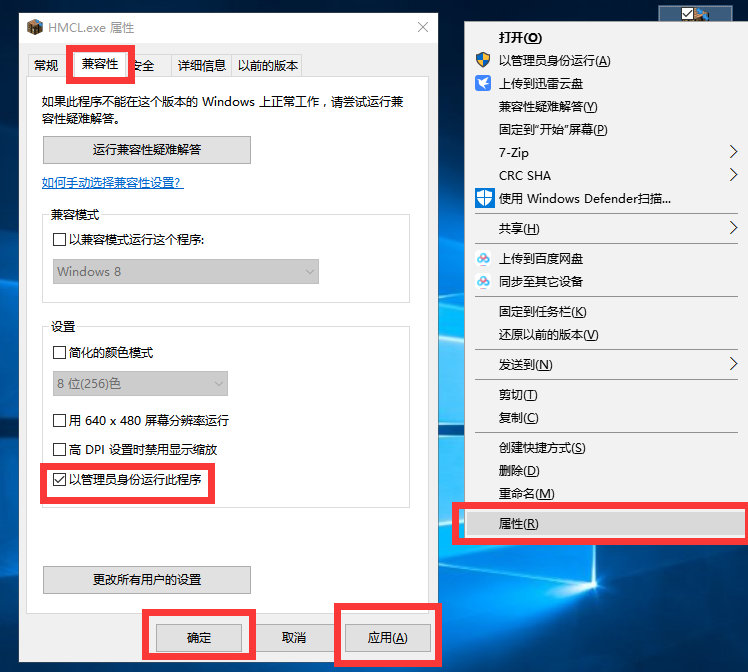 HMCL.exe 属性
常规
兼容性
安全
详细信息
以前的版本
如果此程序不能在这个版本的 Windows 上正常工作，请尝试运行兼
容性疑难解答。
运行兼容性疑难解答
如何手动选择兼容性设置?
兼容模式
以兼容模式运行这个程序:
Windows 8
设置
简化的颜色模式
8 位(256)色
用 640 x 480 屏幕分辨率运行
高 DPI 设置时禁用显示缩放
以管理员身份运行此程序
更改所有用户的设置
确定
取消
应用(A)
打开(O)
以管理员身份运行(A)
上传到迅雷云盘
兼容性疑难解答(Y)
固定到"开始"屏幕(P)
7-Zip
CRC SHA
使用 Windows Defender扫描...
共享(H)
上传到百度网盘
同步至其它设备
固定到任务栏(K)
还原以前的版本(V)
发送到(N)
剪切(T)
复制(C)
创建快捷方式(S)
删除(D)
重命名(M)
属性(R)